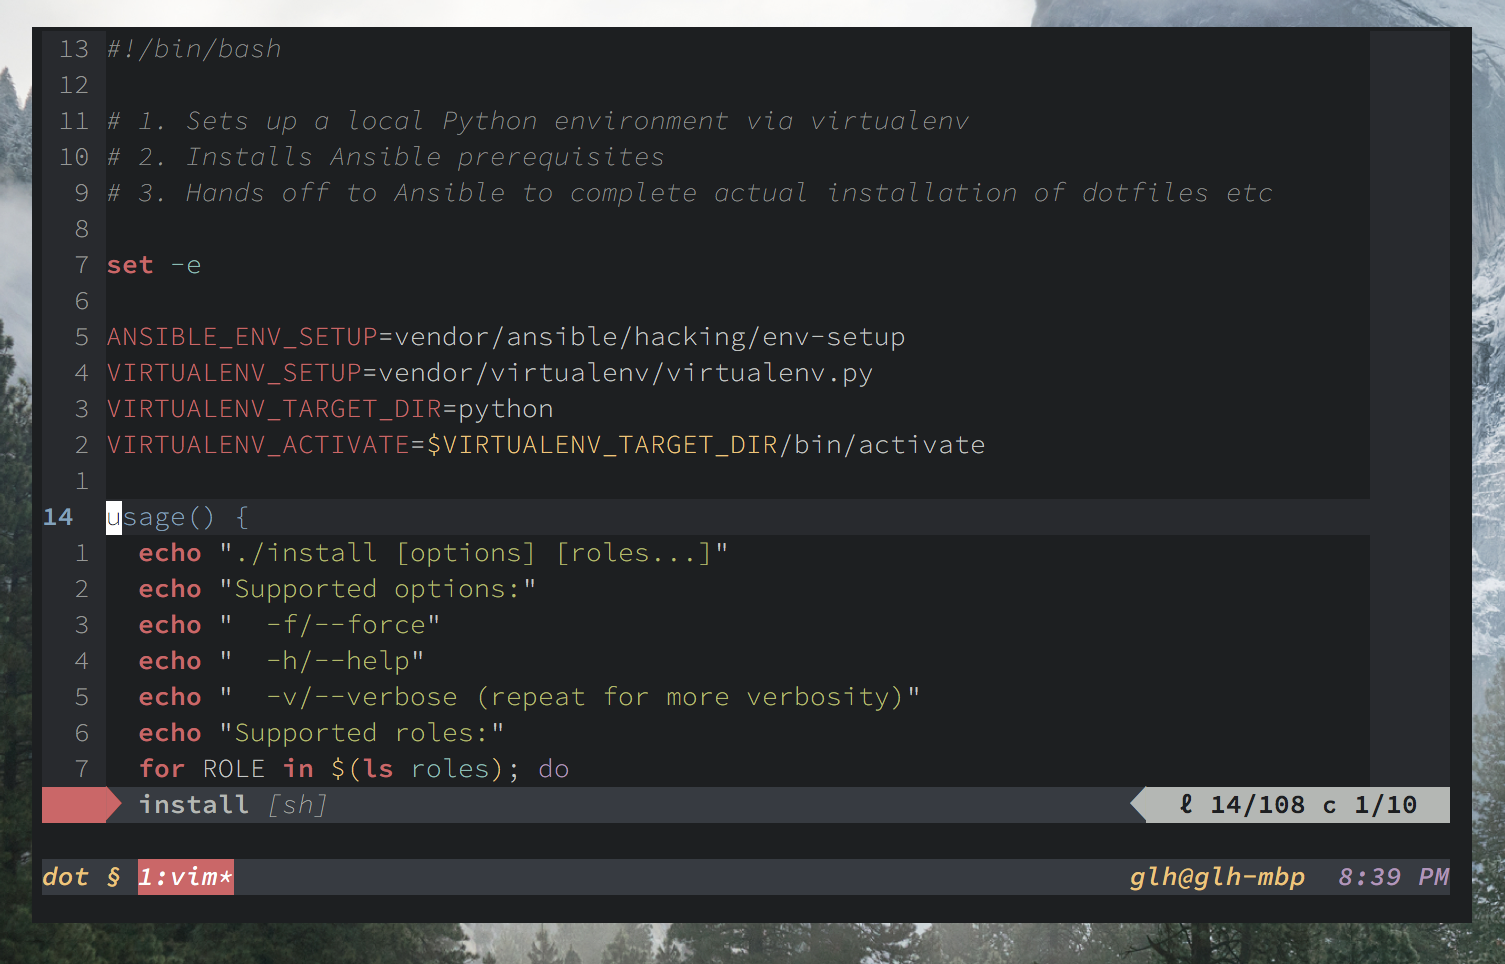 13 #!/bin/bash
12
11 # 1. Sets up a local Python environment via virtualenv
10 # 2. Installs Ansible prerequisites
9 # 3. Hands off to Ansible to complete actual installation of dotfiles etc
8
7 set -e
6
5 ANSIBLE_ENV_SETUP=vendor/ansible/hacking/env-setup
4 VIRTUALENV_SETUP=vendor/virtualenv/virtualenv.py
3 VIRTUALENV_TARGET_DIR=python
2 VIRTUALENV_ACTIVATE=$VIRTUALENV_TARGET_DIR/bin/activate
1
14 usage() {
1   echo "./install [options] [roles...]"
2   echo "Supported options:"
3   echo "  -f/--force"
4   echo "  -h/--help"
5   echo "  -v/--verbose (repeat for more verbosity)"
6   echo "Supported roles:"
7   for ROLE in $(ls roles); do
install [sh] ℓ 14/108 c 1/10
dot § 1:vim* glh@glh-mbp 8:39 PM